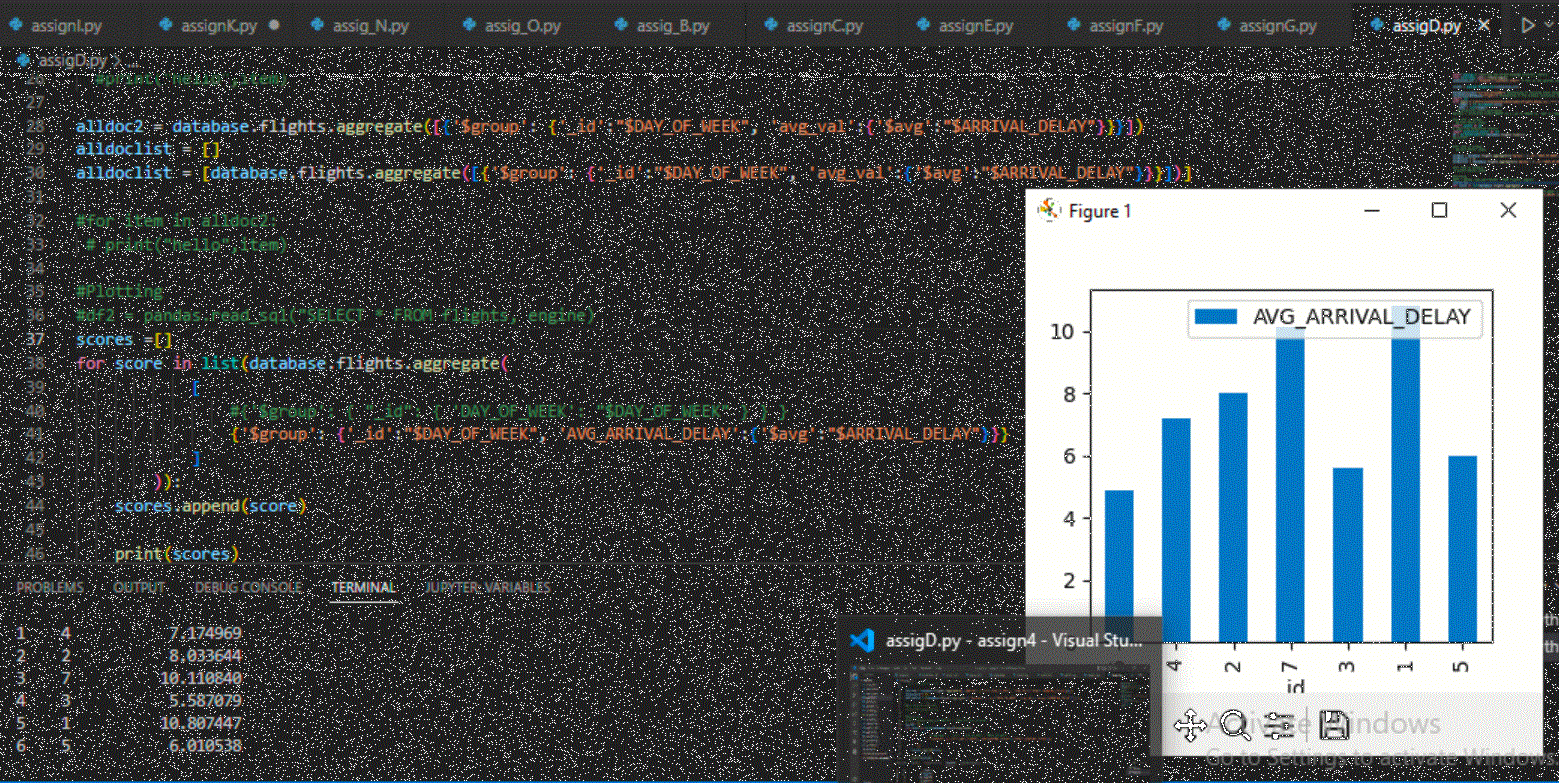 assignI.py assignK.py assig_N.py assig_O.py assig_B.py assignC.py assignE.py assignF.py assignG.py assigD.py
assigD.py > ...
26 #print("hello",item)
27
28 alldoc2 = database.flights.aggregate([{'$group': {'_id':"$DAY_OF_WEEK", 'avg_val':{'$avg':"$ARRIVAL_DELAY"}}}])
29 alldoclist = []
30 alldoclist = [database.flights.aggregate([{'$group': {'_id':"$DAY_OF_WEEK", 'avg_val':{'$avg':"$ARRIVAL_DELAY"}}}])]
31
32 #for item in alldoc2:
33 # print("hello",item)
34
35 #Plotting
36 #df2 = pandas.read_sql("SELECT * FROM flights, engine)
37 scores =[]
38 for score in list(database.flights.aggregate(
39 [
40 #{'$group': { '_id': { 'DAY_OF_WEEK': "$DAY_OF_WEEK" } } }
41 {'$group': {'_id':"$DAY_OF_WEEK", 'AVG_ARRIVAL_DELAY':{'$avg':"$ARRIVAL_DELAY"}}}
42 ]
43 )):
44 scores.append(score)
45
46 print(scores)
PROBLEMS OUTPUT DEBUG CONSOLE TERMINAL JUPYTER: VARIABLES
1 4 7.174969
2 2 8.033644
3 7 10.110840
4 3 5.587079
5 1 10.807447
6 5 6.010538
Figure 1
AVG_ARRIVAL_DELAY
10
8
6
4
2
4 2 7 3 1 5
id
assigD.py - assign4 - Visual Stu...
Activate Windows
Go to Settings to activate Windows